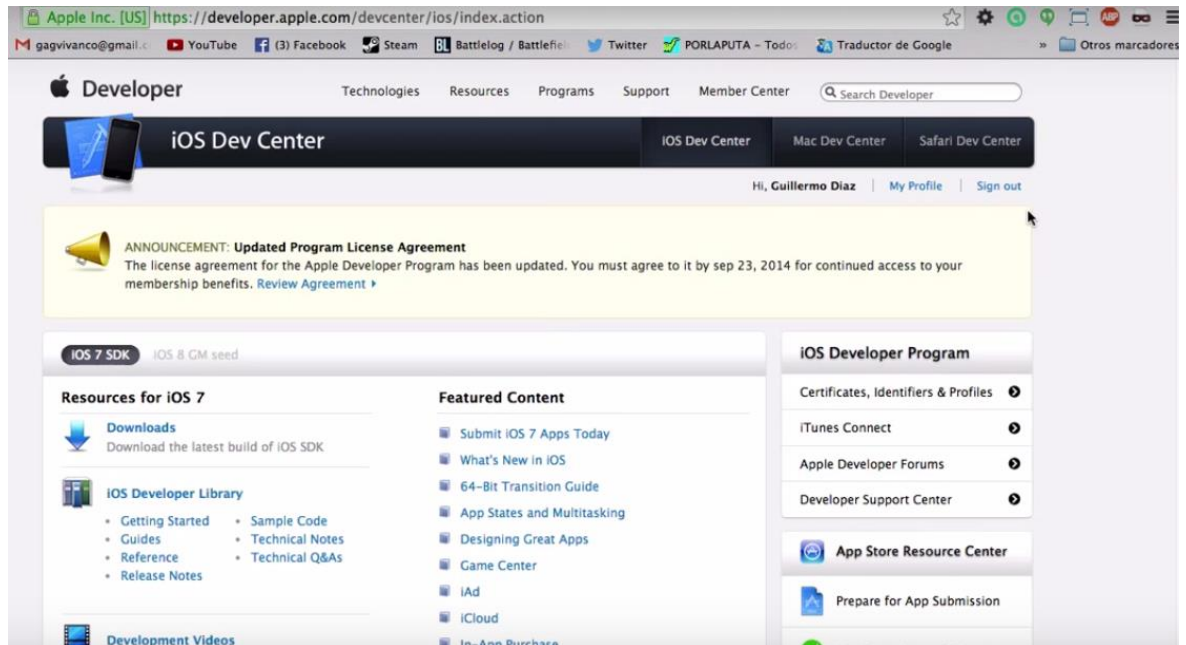 Apple Inc. [US] https://developer.apple.com/devcenter/ios/index.action
gagvivanco@gmail.c YouTube (3) Facebook Steam Battlelog / Battlefiel Twitter PORLAPUTA - Todos Traductor de Google » Otros marcadores
Developer Technologies Resources Programs Support Member Center Search Developer
iOS Dev Center iOS Dev Center Mac Dev Center Safari Dev Center
Hi, Guillermo Diaz | My Profile | Sign out
ANNOUNCEMENT: Updated Program License Agreement
The license agreement for the Apple Developer Program has been updated. You must agree to it by sep 23, 2014 for continued access to your
membership benefits. Review Agreement
iOS 7 SDK iOS 8 GM seed
Resources for iOS 7
Downloads
Download the latest build of iOS SDK
iOS Developer Library
• Getting Started • Sample Code
• Guides • Technical Notes
• Reference • Technical Q&As
• Release Notes
Development Videos
Featured Content
Submit iOS 7 Apps Today
What's New in iOS
64-Bit Transition Guide
App States and Multitasking
Designing Great Apps
Game Center
iAd
iCloud
In-App Purchase
iOS Developer Program
Certificates, Identifiers & Profiles
iTunes Connect
Apple Developer Forums
Developer Support Center
App Store Resource Center
Prepare for App Submission